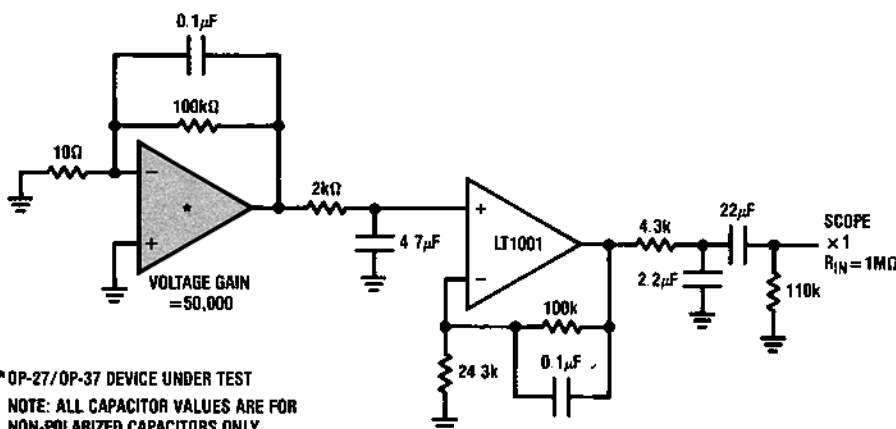 0.1µF
100kΩ
10Ω
−
*
+
VOLTAGE GAIN
=50,000
2kΩ
4 7µF
+
LT1001
−
100k
0.1µF
24 3k
4.3k
22µF
2.2µF
110k
SCOPE
×1
RIN=1MΩ
*OP-27/OP-37 DEVICE UNDER TEST
NOTE: ALL CAPACITOR VALUES ARE FOR
NON-POLARIZED CAPACITORS ONLY